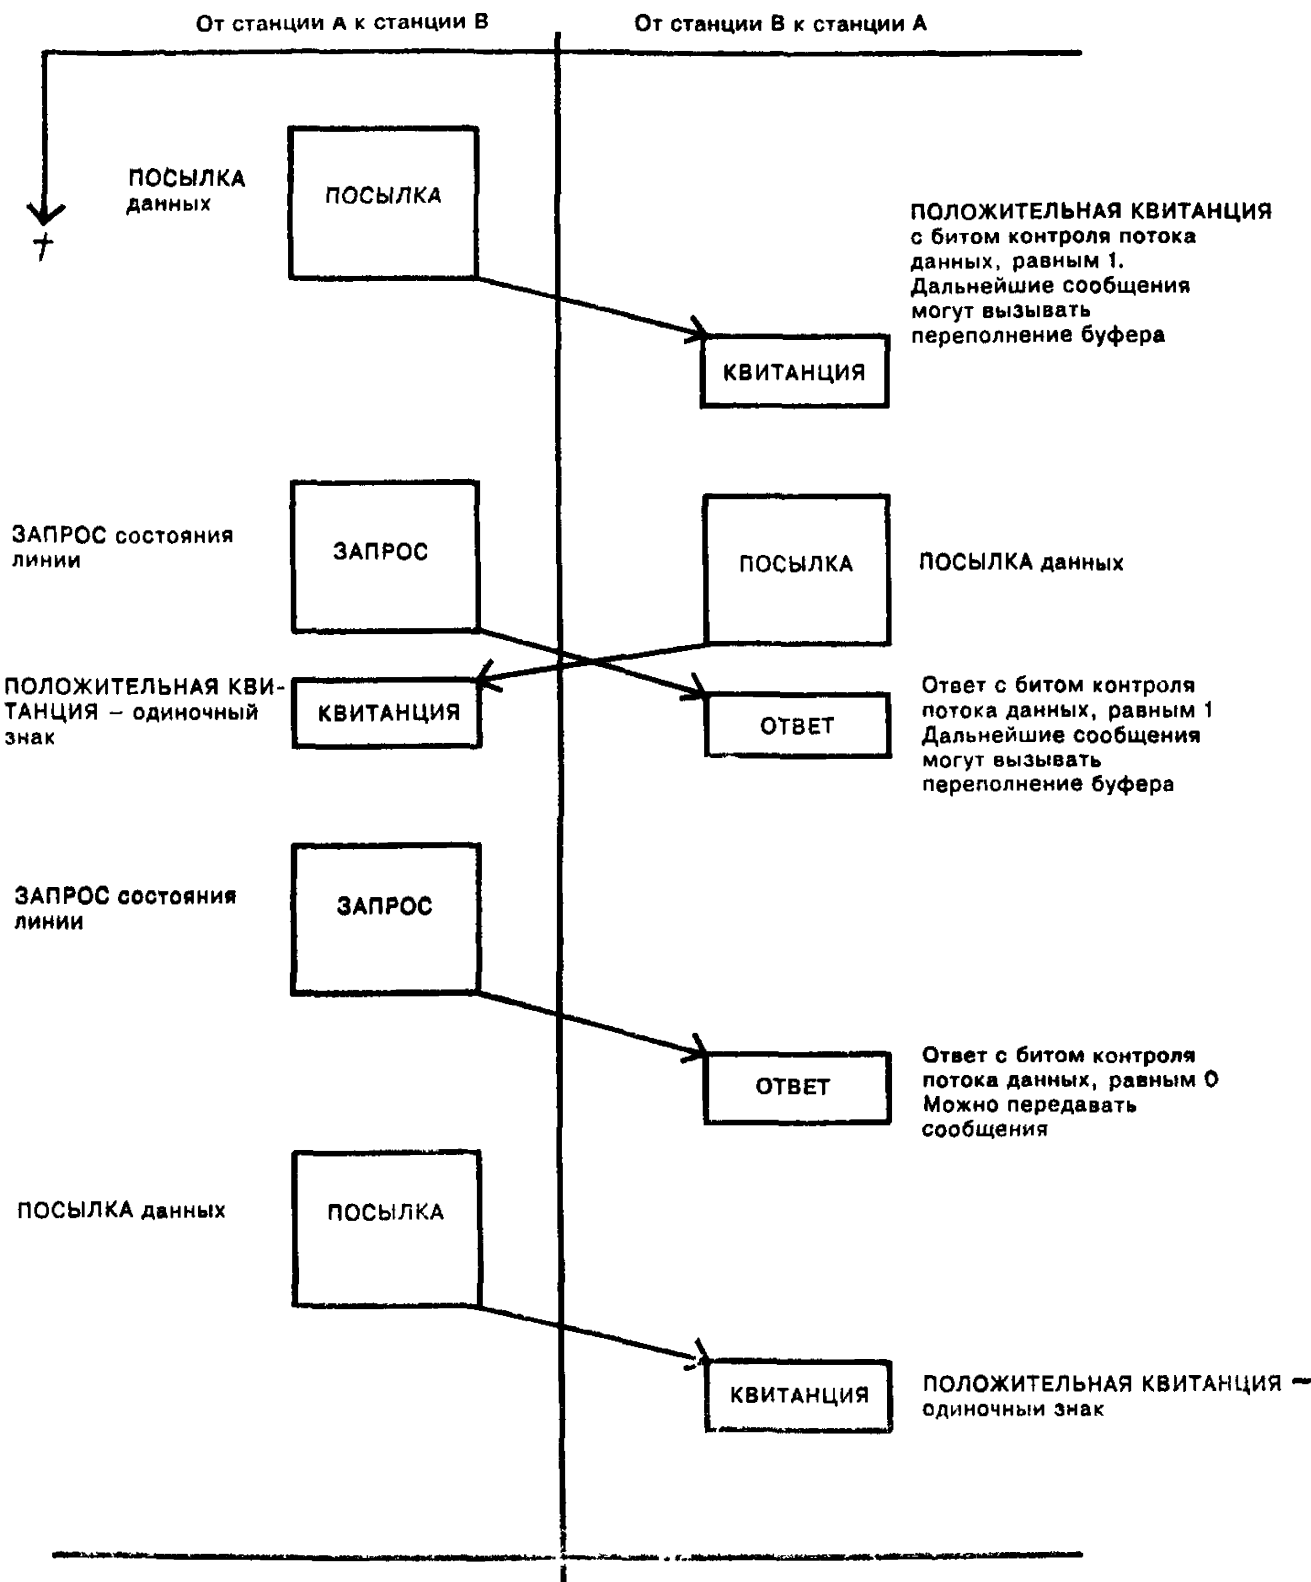 От станции А к станции В
От станции В к станции А
t
ПОСЫЛКА
данных
ПОСЫЛКА
ПОЛОЖИТЕЛЬНАЯ КВИТАНЦИЯ
с битом контроля потока
данных, равным 1.
Дальнейшие сообщения
могут вызывать
переполнение буфера
КВИТАНЦИЯ
ЗАПРОС состояния
линии
ЗАПРОС
ПОСЫЛКА
ПОСЫЛКА данных
ПОЛОЖИТЕЛЬНАЯ КВИ-
ТАНЦИЯ – одиночный
знак
КВИТАНЦИЯ
ОТВЕТ
Ответ с битом контроля
потока данных, равным 1
Дальнейшие сообщения
могут вызывать
переполнение буфера
ЗАПРОС состояния
линии
ЗАПРОС
ОТВЕТ
Ответ с битом контроля
потока данных, равным 0
Можно передавать
сообщения
ПОСЫЛКА данных
ПОСЫЛКА
КВИТАНЦИЯ
ПОЛОЖИТЕЛЬНАЯ КВИТАНЦИЯ –
одиночный знак